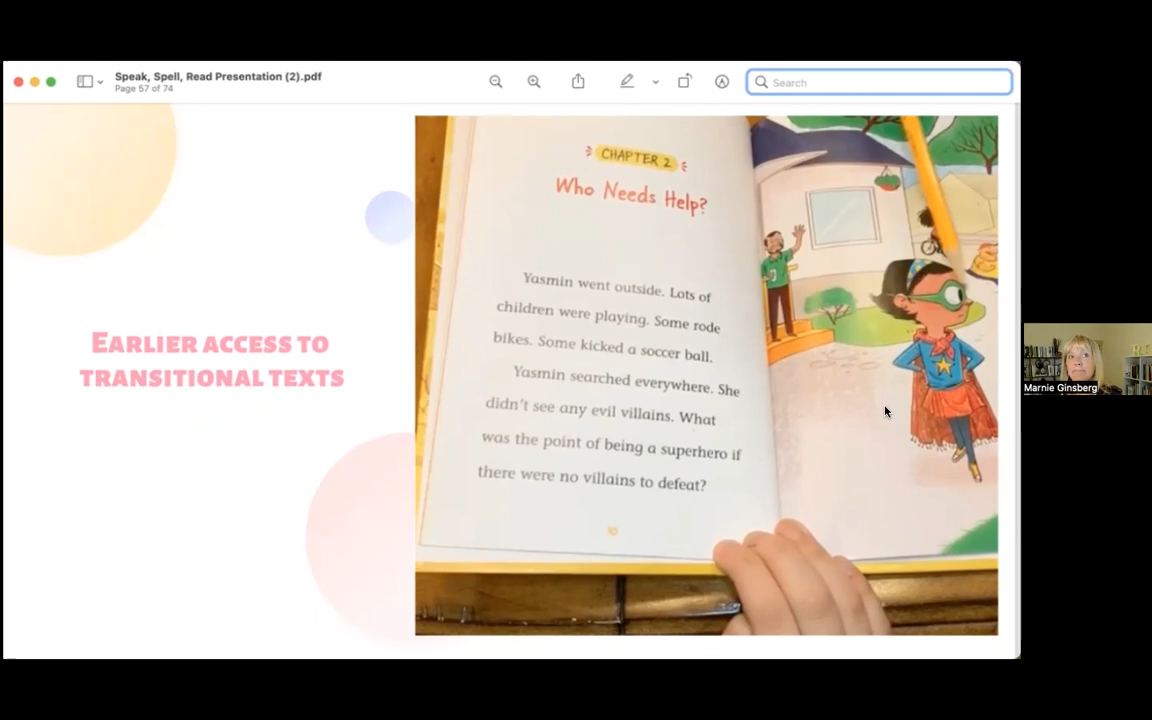 Speak, Spell, Read Presentation (2).pdf
Page 57 of 74
Search
EARLIER ACCESS TO
TRANSITIONAL TEXTS
CHAPTER 2
Who Needs Help?
Yasmin went outside. Lots of
children were playing. Some rode
bikes. Some kicked a soccer ball.
Yasmin searched everywhere. She
didn't see any evil villains. What
was the point of being a superhero if
there were no villains to defeat?
10
Marnie Ginsberg